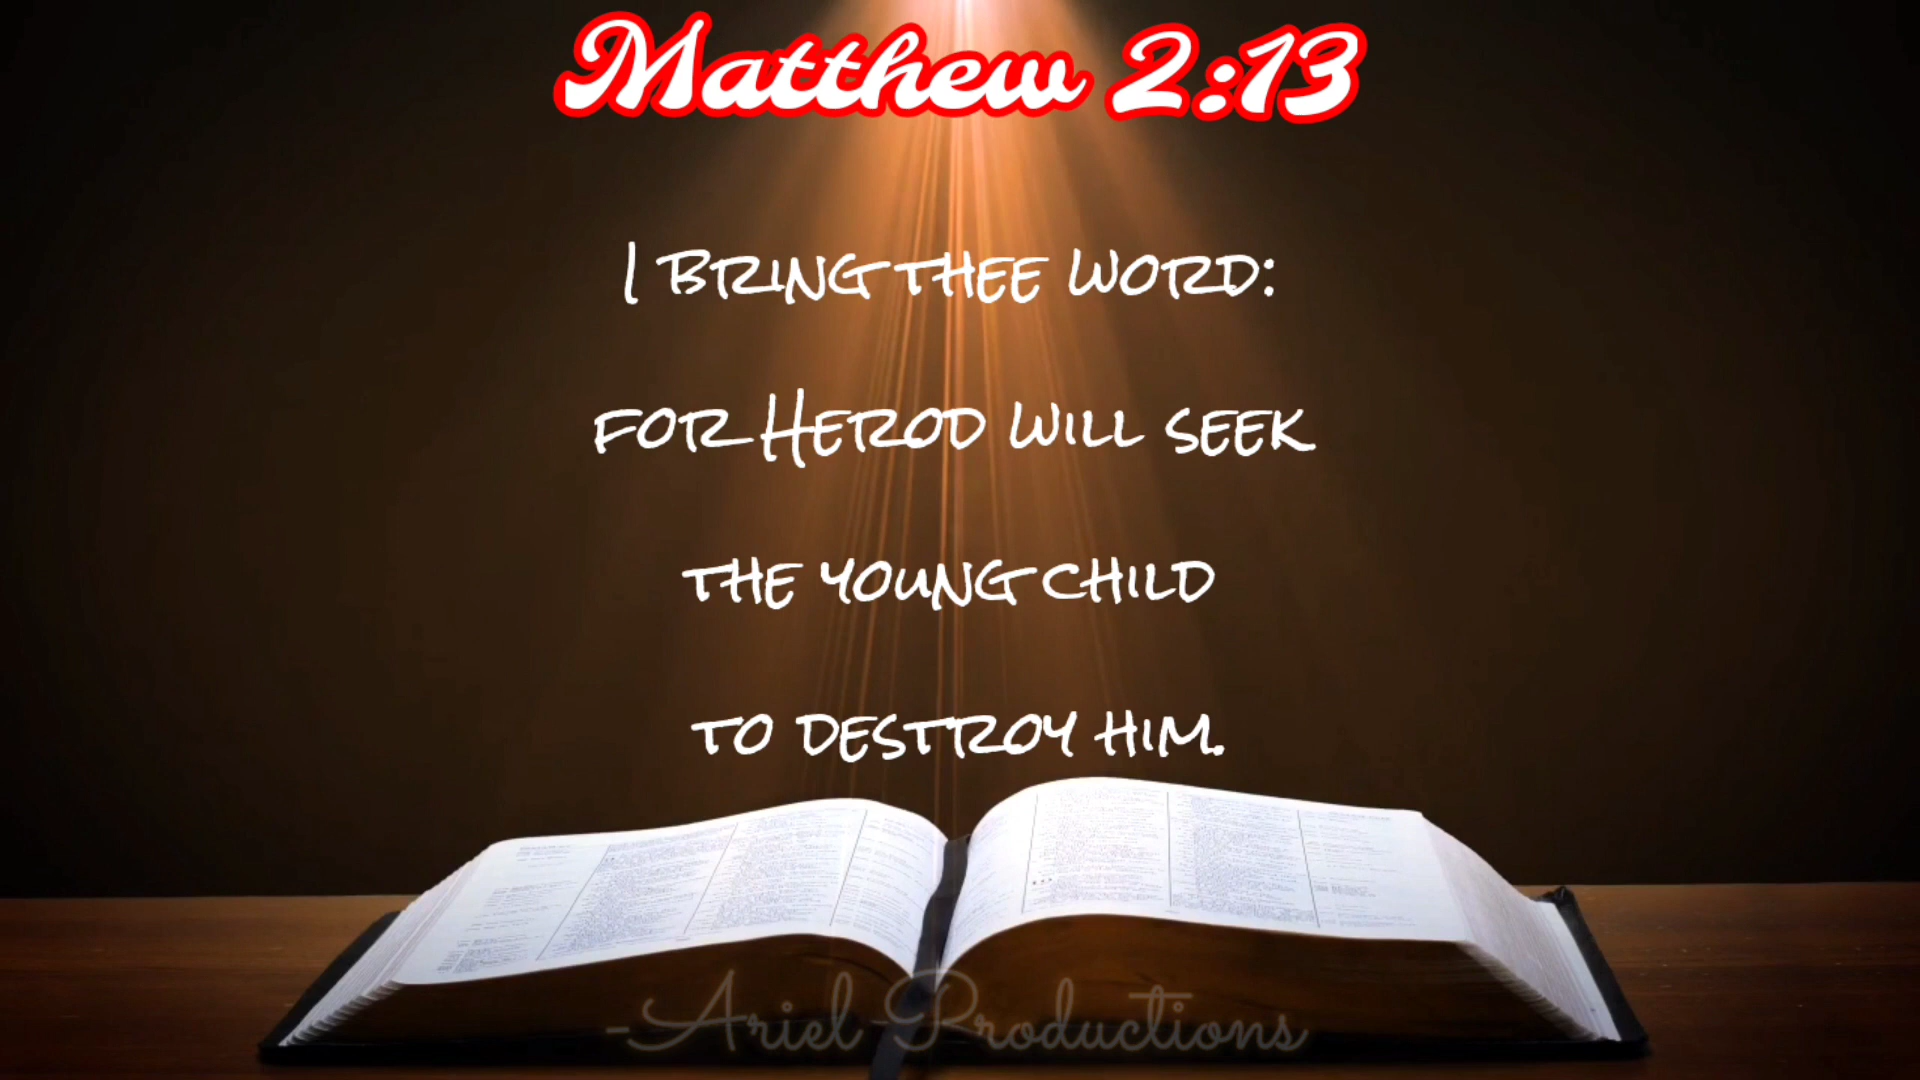 Matthew 2:13
I bring thee word:
for Herod will seek
the young child
to destroy him.
-Ariel Productions